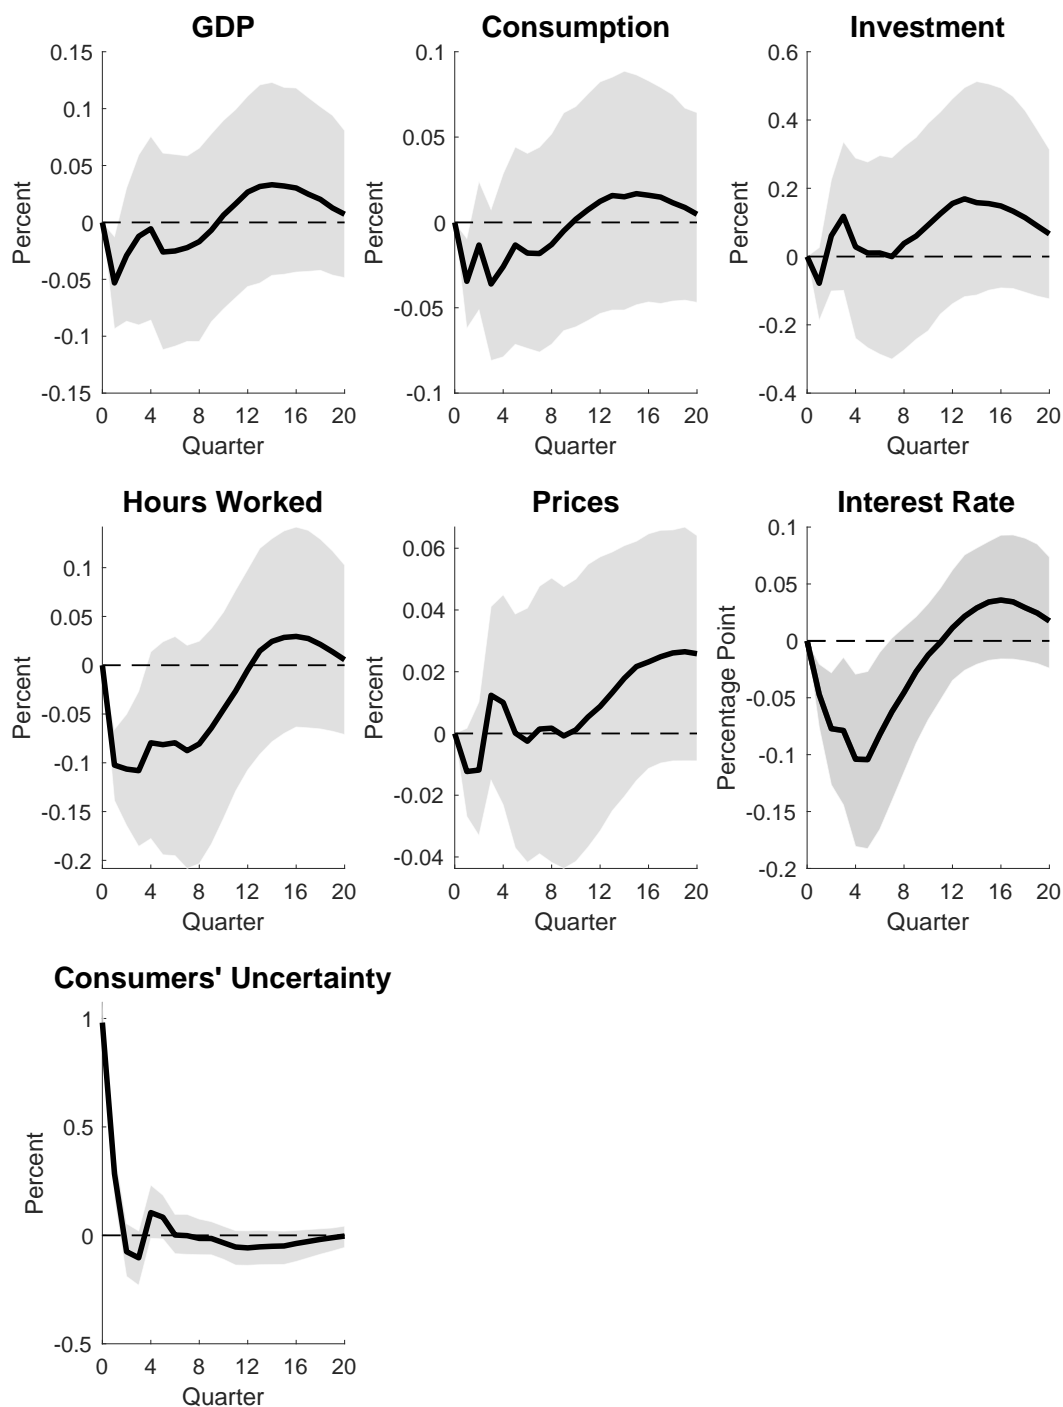 GDP
Consumption
Investment
0.15
0.1
0.05
0
-0.05
-0.1
-0.15
Percent
0 4 8 12 16 20
Quarter
0.1
0.05
0
-0.05
-0.1
Percent
0 4 8 12 16 20
Quarter
0.6
0.4
0.2
0
-0.2
-0.4
Percent
0 4 8 12 16 20
Quarter
Hours Worked
Prices
Interest Rate
0.1
0.05
0
-0.05
-0.1
-0.15
-0.2
Percent
0 4 8 12 16 20
Quarter
0.06
0.04
0.02
0
-0.02
-0.04
Percent
0 4 8 12 16 20
Quarter
0.1
0.05
0
-0.05
-0.1
-0.15
-0.2
Percentage Point
0 4 8 12 16 20
Quarter
Consumers' Uncertainty
1
0.5
0
-0.5
Percent
0 4 8 12 16 20
Quarter